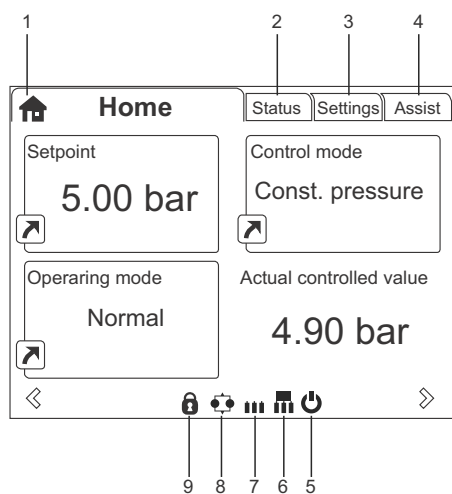 1 2 3 4
Home Status Settings Assist
Setpoint Control mode
5.00 bar Const. pressure
Operaring mode Actual controlled value
Normal 4.90 bar
9 8 7 6 5